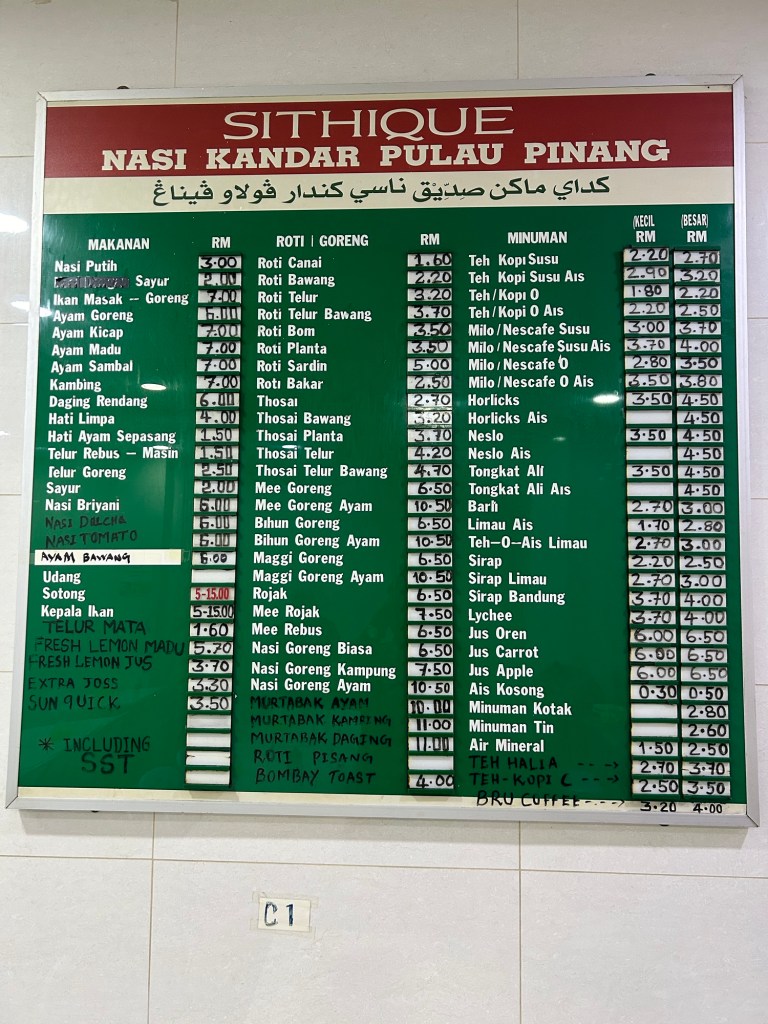 SITHIQUE
NASI KANDAR PULAU PINANG
كداي ماكن صدّيق ناسي كندار ڤولاو ڤيناڠ
MAKANAN RM
Nasi Putih 3.00
Sayur 2.00
Ikan Masak -- Goreng 7.00
Ayam Goreng 6.00
Ayam Kicap 7.00
Ayam Madu 7.00
Ayam Sambal 7.00
Kambing 7.00
Daging Rendang 6.00
Hati Limpa 4.00
Hati Ayam Sepasang 1.50
Telur Rebus – Masin 1.50
Telur Goreng 2.50
Sayur 2.00
Nasi Briyani 6.00
NASI DALCHA 6.00
NASI TOMATO 6.00
AYAM BAWANG 6.00
Udang
Sotong 5-15.00
Kepala Ikan 5-15.00
TELUR MATA 1.60
FRESH LEMON MADU 5.70
FRESH LEMON JUS 3.70
EXTRA JOSS 3.30
SUN QUICK 3.50
* INCLUDING
SST
ROTI | GORENG RM
Roti Canai 1.60
Roti Bawang 2.20
Roti Telur 3.20
Roti Telur Bawang 3.70
Roti Bom 3.50
Roti Planta 3.50
Roti Sardin 5.00
Roti Bakar 2.50
Thosai 2.70
Thosai Bawang 3.20
Thosai Planta 3.70
Thosai Telur 4.20
Thosai Telur Bawang 4.70
Mee Goreng 6.50
Mee Goreng Ayam 10.50
Bihun Goreng 6.50
Bihun Goreng Ayam 10.50
Maggi Goreng 6.50
Maggi Goreng Ayam 10.50
Rojak 6.50
Mee Rojak 7.50
Mee Rebus 6.50
Nasi Goreng Biasa 6.50
Nasi Goreng Kampung 7.50
Nasi Goreng Ayam 10.50
MURTABAK AYAM 10.00
MURTABAK KAMBING 11.00
MURTABAK DAGING 11.00
ROTI PISANG
BOMBAY TOAST 4.00
MINUMAN (KECIL RM (BESAR) RM
Teh Kopi Susu 2.20 2.70
Teh Kopi Susu Ais 2.90 3.20
Teh / Kopi O 1.80 2.20
Teh / Kopi O Ais 2.20 2.50
Milo / Nescafe Susu 3.00 3.70
Milo / Nescafe Susu Ais 3.70 4.00
Milo / Nescafe O 2.80 3.50
Milo / Nescafe O Ais 3.50 3.80
Horlicks 3.50 4.50
Horlicks Ais 4.50
Neslo 3.50 4.50
Neslo Ais 4.50
Tongkat Ali 3.50 4.50
Tongkat Ali Ais 4.50
Barli 2.70 3.00
Limau Ais 1.70 2.80
Teh–O–Ais Limau 2.70 3.00
Sirap 2.20 2.50
Sirap Limau 2.70 3.00
Sirap Bandung 3.70 4.00
Lychee 3.70 4.00
Jus Oren 6.00 6.50
Jus Carrot 6.00 6.50
Jus Apple 6.00 6.50
Ais Kosong 0.30 0.50
Minuman Kotak 2.80
Minuman Tin 2.60
Air Mineral 1.50 2.50
TEH HALIA ---> 2.70 3.70
TEH-KOPI C ---> 2.50 3.50
BRU COFFEE----> 3.20 4.00
C1